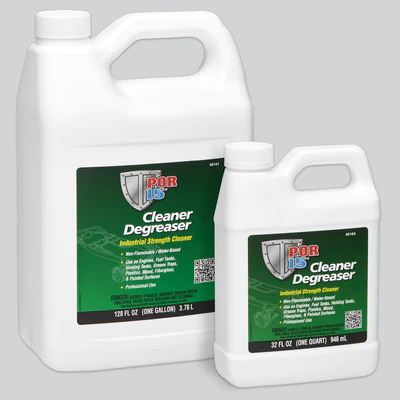 40101
POR
15
Cleaner
Degreaser
Industrial Strength Cleaner
• Non-Flammable / Water-Based
• Use on Engines, Fuel Tanks,
Holding Tanks, Grease Traps,
Plastics, Wood, Fiberglass,
& Painted Surfaces
• Professional Use
DANGER!
128 FL OZ (ONE GALLON) 3.78 L
40104
POR
15
Cleaner
Degreaser
Industrial Strength Cleaner
• Non-Flammable / Water-Based
• Use on Engines, Fuel Tanks, Holding
Tanks, Grease Traps, Plastics, Wood,
Fiberglass, & Painted Surfaces
• Professional Use
DANGER!
32 FL OZ (ONE QUART) 946 mL